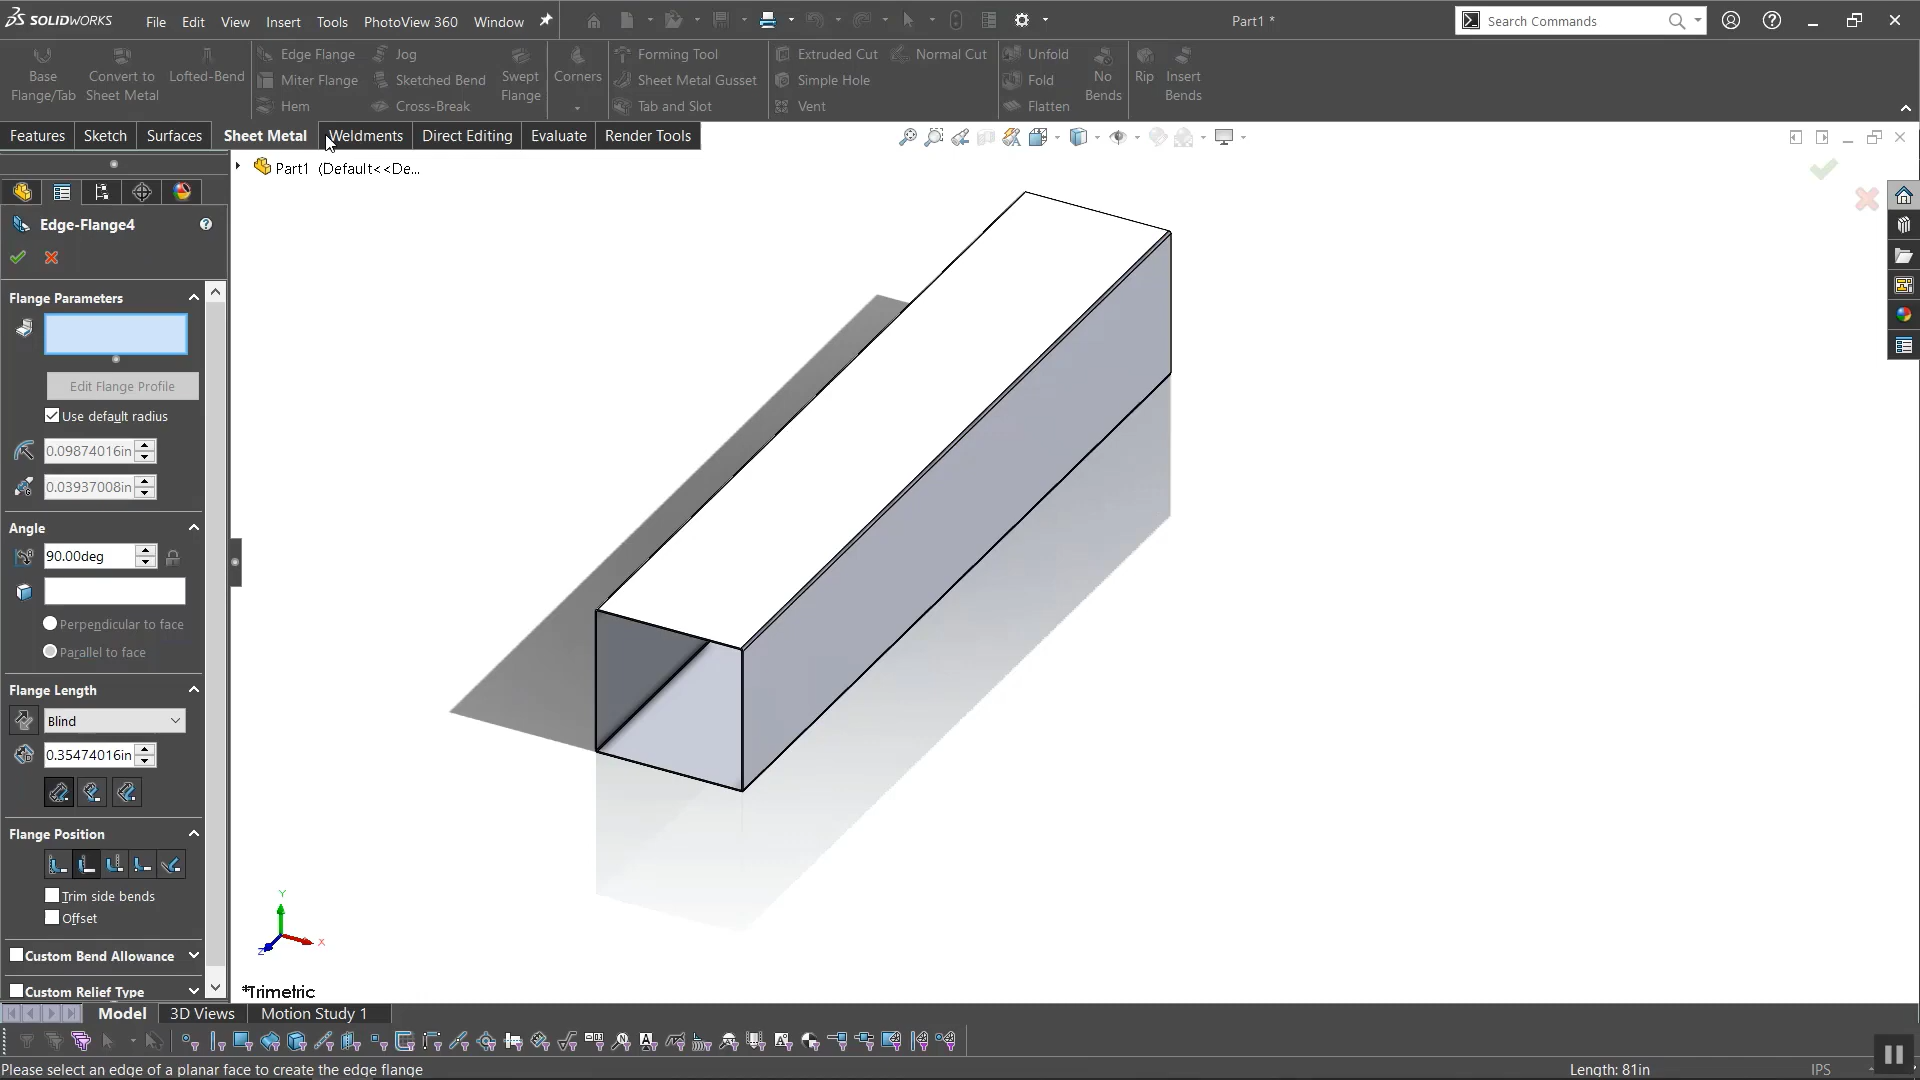 SOLIDWORKS File Edit View Insert Tools PhotoView 360 Window Part1 * Search Commands
Base Flange/Tab
Convert to Sheet Metal
Lofted-Bend
Edge Flange
Miter Flange
Hem
Jog
Sketched Bend
Cross-Break
Swept Flange
Corners
Forming Tool
Sheet Metal Gusset
Tab and Slot
Extruded Cut
Simple Hole
Vent
Normal Cut
Unfold
Fold
Flatten
No Bends
Rip
Insert Bends
Features Sketch Surfaces Sheet Metal Weldments Direct Editing Evaluate Render Tools
Part1 (Default<<De...
Edge-Flange4
Flange Parameters
Edit Flange Profile
Use default radius
0.09874016in
0.03937008in
Angle
90.00deg
Perpendicular to face
Parallel to face
Flange Length
Blind
0.35474016in
Flange Position
Trim side bends
Offset
Custom Bend Allowance
Custom Relief Type
Y
X
Z
*Trimetric
Model 3D Views Motion Study 1
Please select an edge of a planar face to create the edge flange Length: 81in IPS